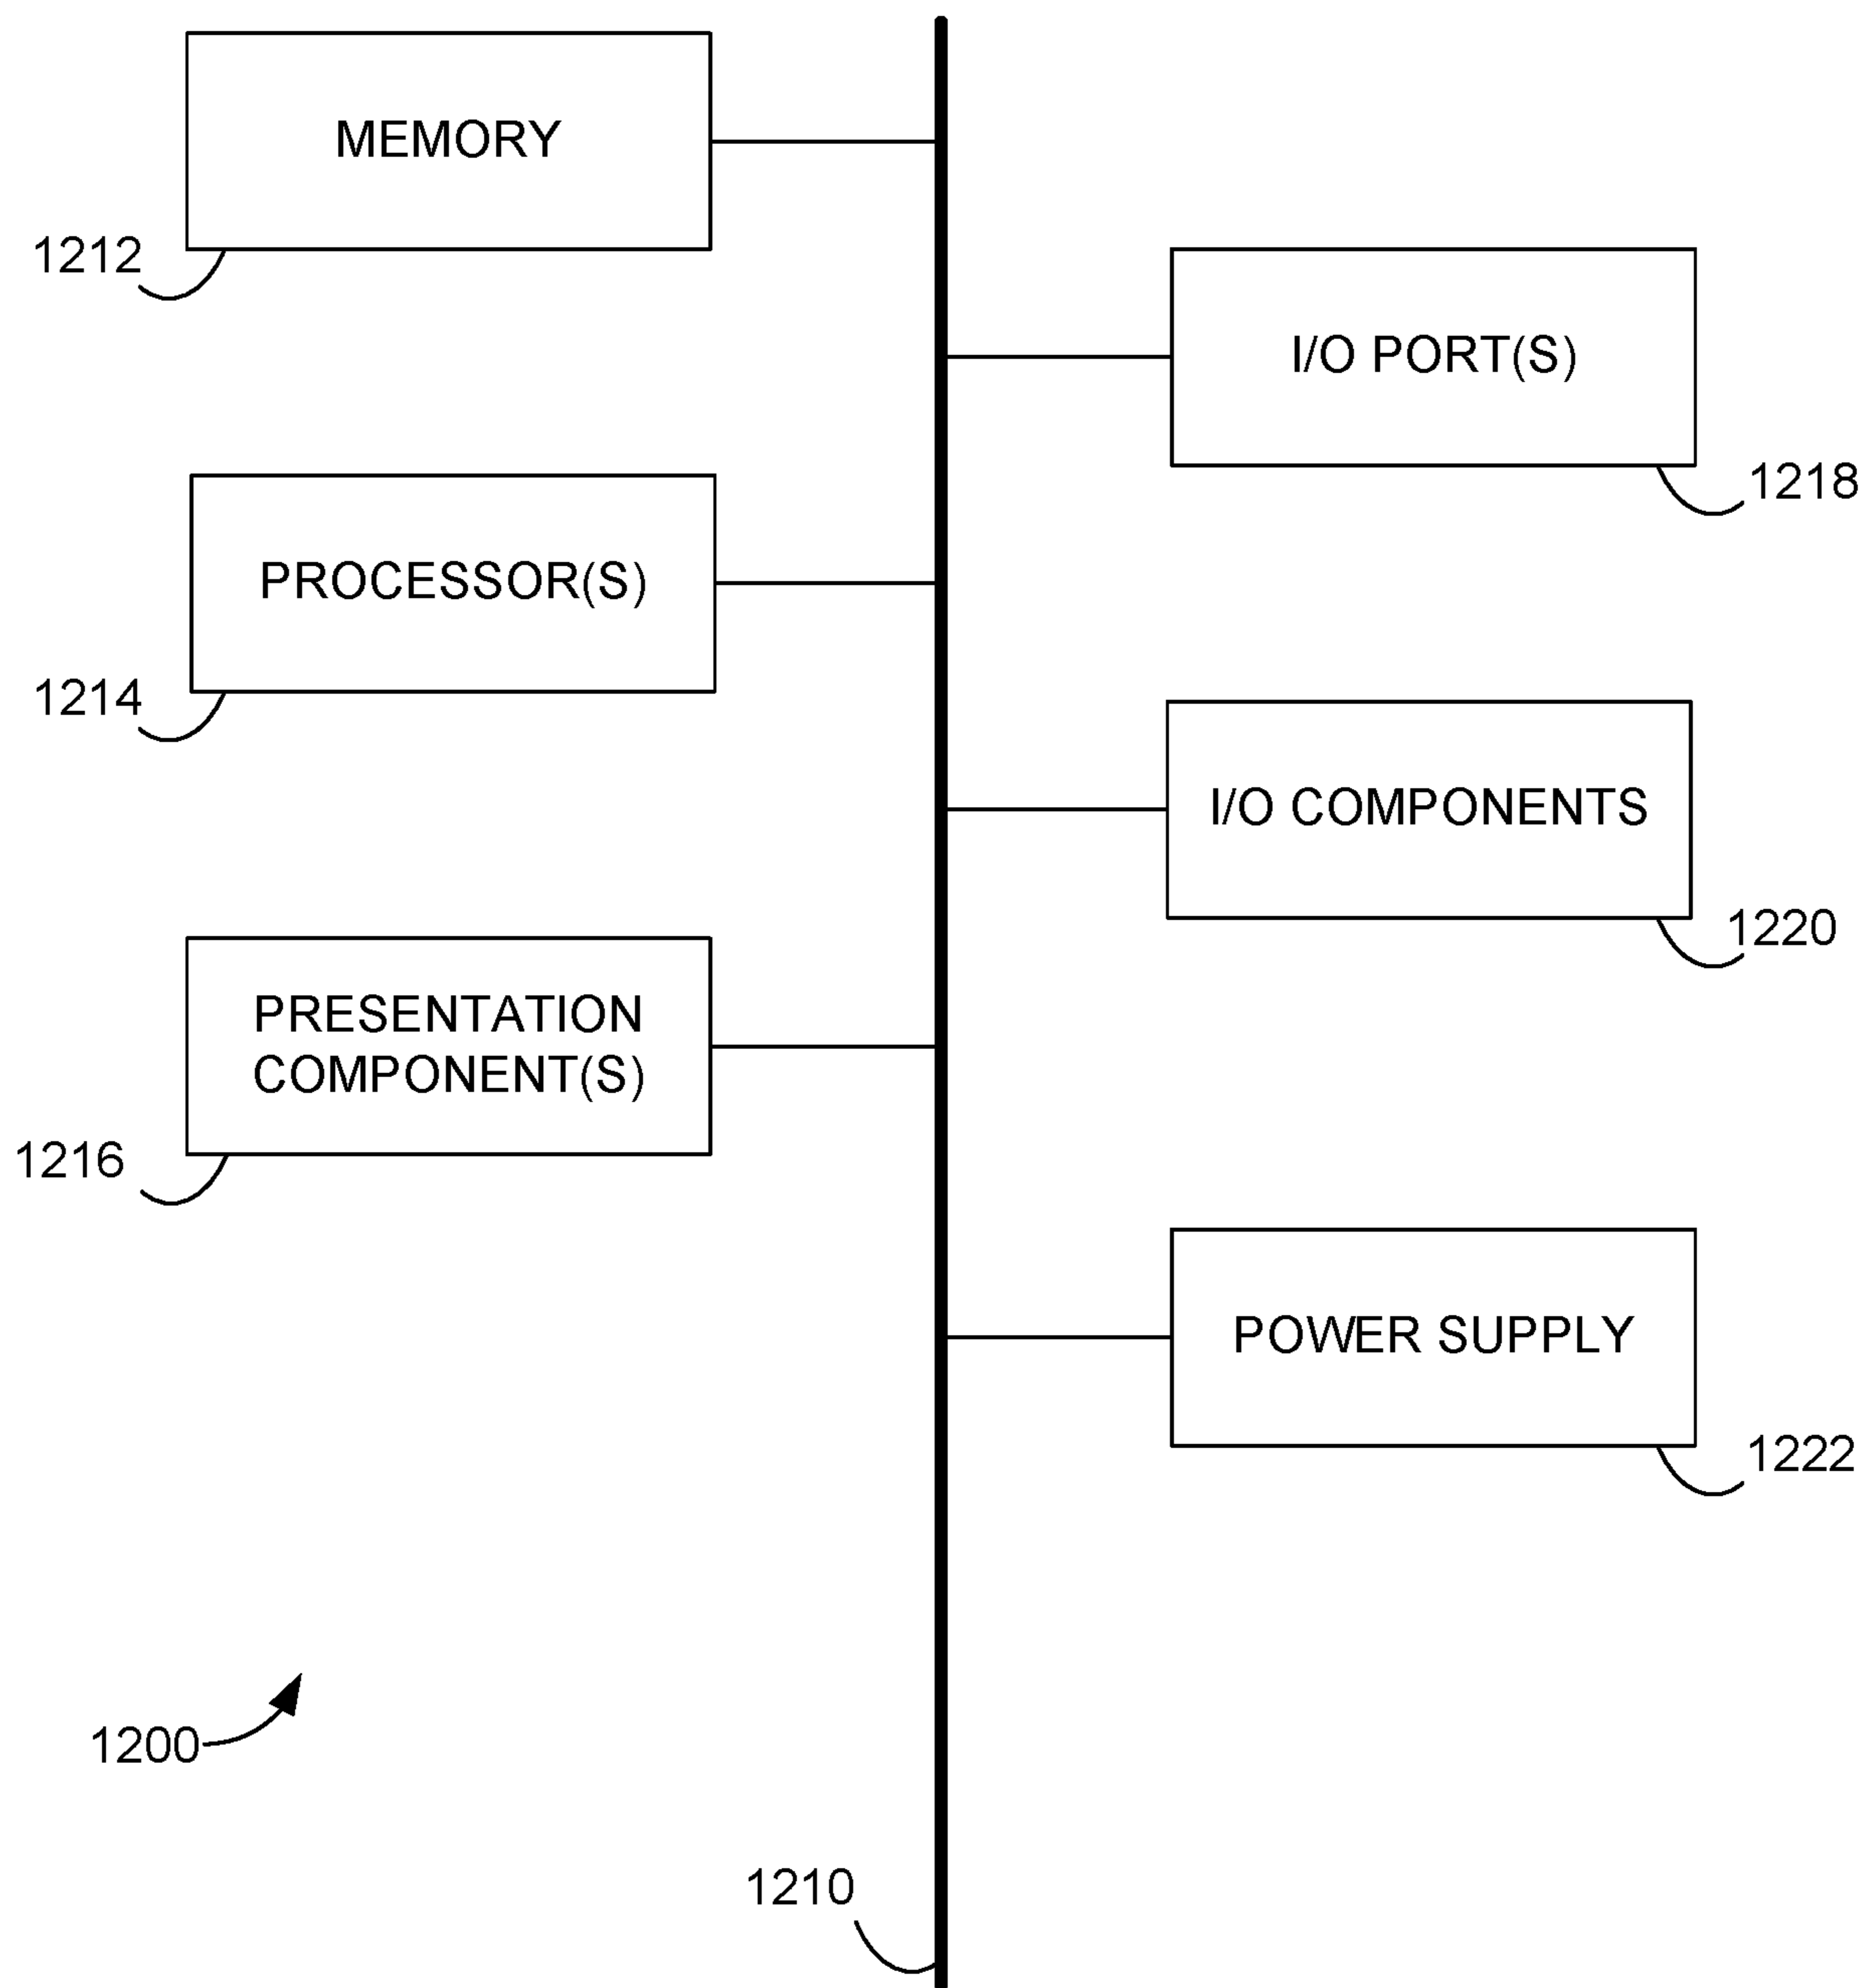 MEMORY
1212
I/O PORT(S)
1218
PROCESSOR(S)
1214
I/O COMPONENTS
1220
PRESENTATION
COMPONENT(S)
1216
POWER SUPPLY
1222
1200
1210